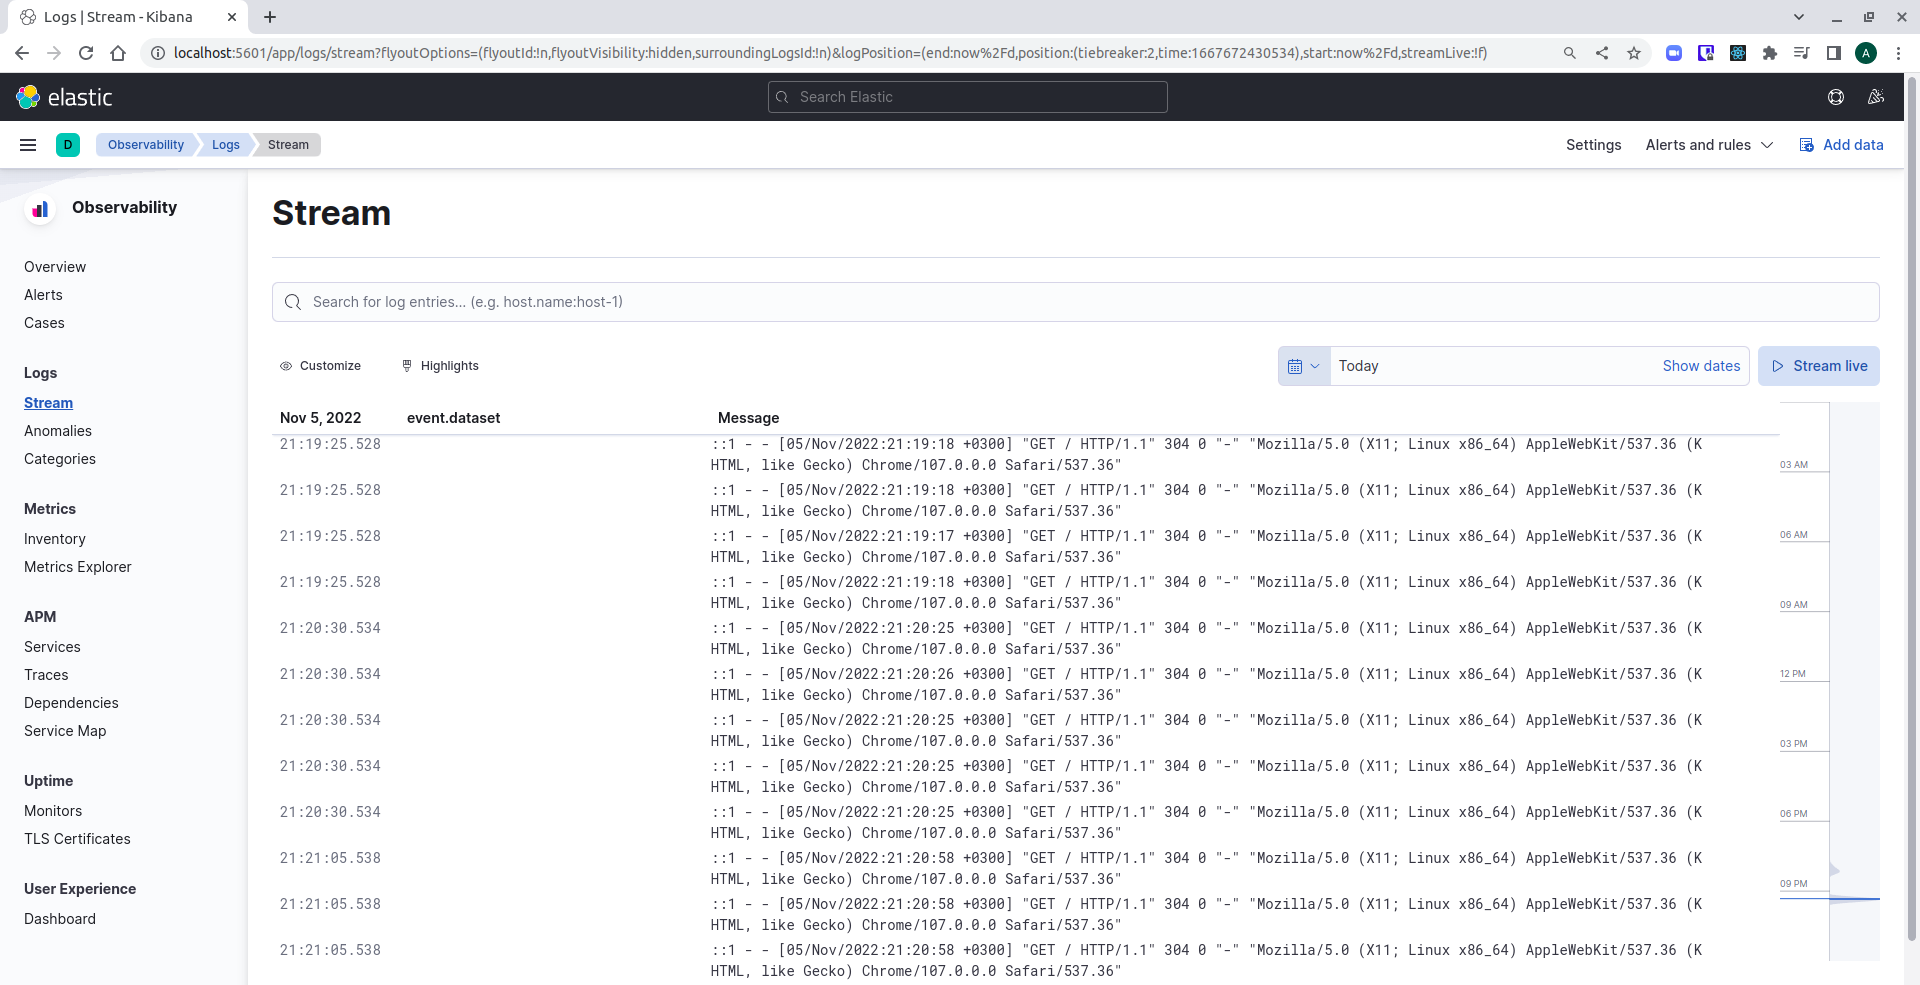 Logs | Stream - Kibana
localhost:5601/app/logs/stream?flyoutOptions=(flyoutId:!n,flyoutVisibility:hidden,surroundingLogsId:!n)&logPosition=(end:now%2Fd,position:(tiebreaker:2,time:1667672430534),start:now%2Fd,streamLive:!f)
A
elastic
Search Elastic
D
Observability
Logs
Stream
Settings
Alerts and rules
Add data
Observability
Overview
Alerts
Cases
Logs
Stream
Anomalies
Categories
Metrics
Inventory
Metrics Explorer
APM
Services
Traces
Dependencies
Service Map
Uptime
Monitors
TLS Certificates
User Experience
Dashboard
Stream
Search for log entries... (e.g. host.name:host-1)
Customize
Highlights
Today
Show dates
Stream live
Nov 5, 2022 event.dataset Message
21:19:25.528 ::1 - - [05/Nov/2022:21:19:18 +0300] "GET / HTTP/1.1" 304 0 "-" "Mozilla/5.0 (X11; Linux x86_64) AppleWebKit/537.36 (K
HTML, like Gecko) Chrome/107.0.0.0 Safari/537.36"
21:19:25.528 ::1 - - [05/Nov/2022:21:19:18 +0300] "GET / HTTP/1.1" 304 0 "-" "Mozilla/5.0 (X11; Linux x86_64) AppleWebKit/537.36 (K
HTML, like Gecko) Chrome/107.0.0.0 Safari/537.36"
21:19:25.528 ::1 - - [05/Nov/2022:21:19:17 +0300] "GET / HTTP/1.1" 304 0 "-" "Mozilla/5.0 (X11; Linux x86_64) AppleWebKit/537.36 (K
HTML, like Gecko) Chrome/107.0.0.0 Safari/537.36"
21:19:25.528 ::1 - - [05/Nov/2022:21:19:18 +0300] "GET / HTTP/1.1" 304 0 "-" "Mozilla/5.0 (X11; Linux x86_64) AppleWebKit/537.36 (K
HTML, like Gecko) Chrome/107.0.0.0 Safari/537.36"
21:20:30.534 ::1 - - [05/Nov/2022:21:20:25 +0300] "GET / HTTP/1.1" 304 0 "-" "Mozilla/5.0 (X11; Linux x86_64) AppleWebKit/537.36 (K
HTML, like Gecko) Chrome/107.0.0.0 Safari/537.36"
21:20:30.534 ::1 - - [05/Nov/2022:21:20:26 +0300] "GET / HTTP/1.1" 304 0 "-" "Mozilla/5.0 (X11; Linux x86_64) AppleWebKit/537.36 (K
HTML, like Gecko) Chrome/107.0.0.0 Safari/537.36"
21:20:30.534 ::1 - - [05/Nov/2022:21:20:25 +0300] "GET / HTTP/1.1" 304 0 "-" "Mozilla/5.0 (X11; Linux x86_64) AppleWebKit/537.36 (K
HTML, like Gecko) Chrome/107.0.0.0 Safari/537.36"
21:20:30.534 ::1 - - [05/Nov/2022:21:20:25 +0300] "GET / HTTP/1.1" 304 0 "-" "Mozilla/5.0 (X11; Linux x86_64) AppleWebKit/537.36 (K
HTML, like Gecko) Chrome/107.0.0.0 Safari/537.36"
21:20:30.534 ::1 - - [05/Nov/2022:21:20:25 +0300] "GET / HTTP/1.1" 304 0 "-" "Mozilla/5.0 (X11; Linux x86_64) AppleWebKit/537.36 (K
HTML, like Gecko) Chrome/107.0.0.0 Safari/537.36"
21:21:05.538 ::1 - - [05/Nov/2022:21:20:58 +0300] "GET / HTTP/1.1" 304 0 "-" "Mozilla/5.0 (X11; Linux x86_64) AppleWebKit/537.36 (K
HTML, like Gecko) Chrome/107.0.0.0 Safari/537.36"
21:21:05.538 ::1 - - [05/Nov/2022:21:20:58 +0300] "GET / HTTP/1.1" 304 0 "-" "Mozilla/5.0 (X11; Linux x86_64) AppleWebKit/537.36 (K
HTML, like Gecko) Chrome/107.0.0.0 Safari/537.36"
21:21:05.538 ::1 - - [05/Nov/2022:21:20:58 +0300] "GET / HTTP/1.1" 304 0 "-" "Mozilla/5.0 (X11; Linux x86_64) AppleWebKit/537.36 (K
HTML, like Gecko) Chrome/107.0.0.0 Safari/537.36"
03 AM
06 AM
09 AM
12 PM
03 PM
06 PM
09 PM